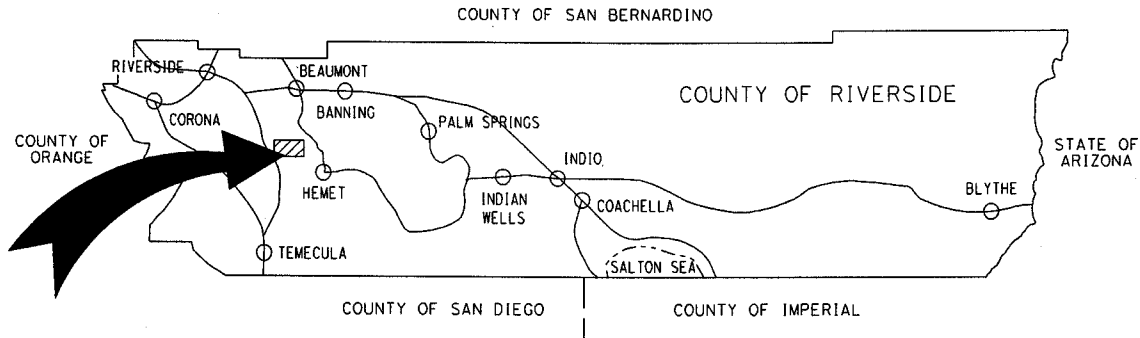 COUNTY OF SAN BERNARDINO
RIVERSIDE
BEAUMONT
COUNTY OF RIVERSIDE
BANNING
CORONA
PALM SPRINGS
COUNTY OF
ORANGE
STATE OF
ARIZONA
INDIO
HEMET
BLYTHE
INDIAN
WELLS
COACHELLA
TEMECULA
SALTON SEA
COUNTY OF SAN DIEGO
COUNTY OF IMPERIAL